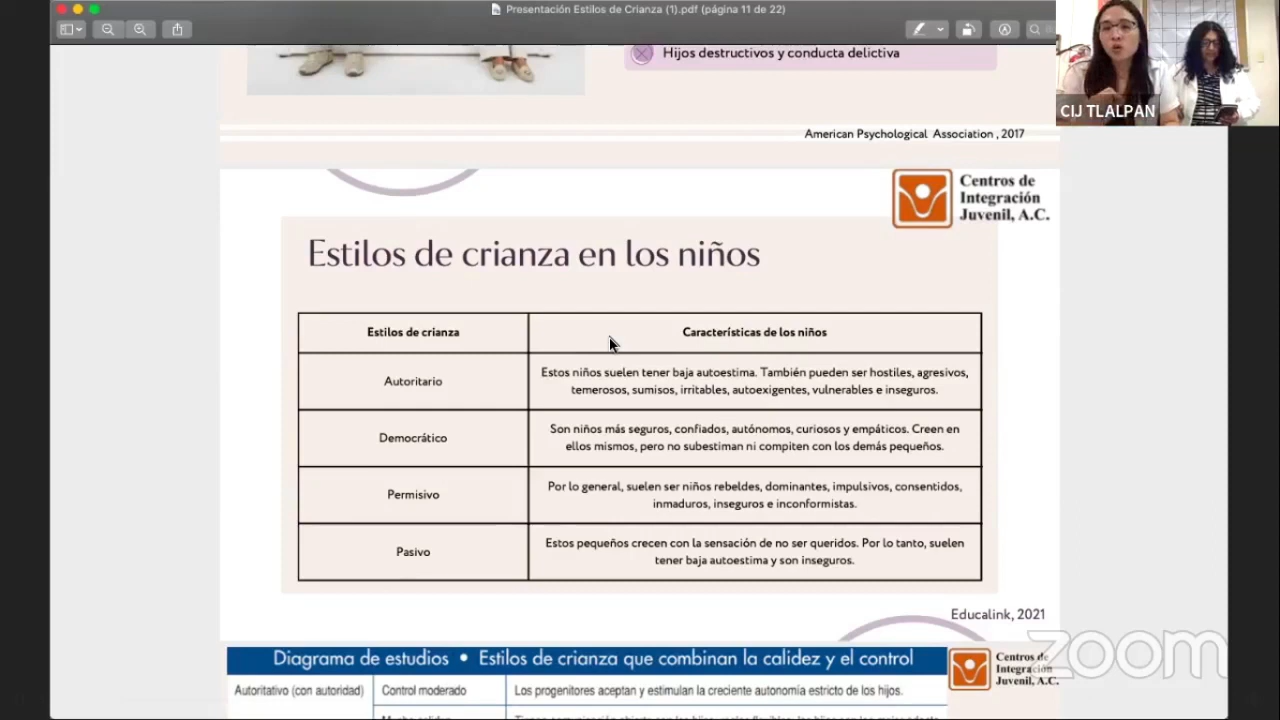 Presentación Estilos de Crianza (1).pdf (página 11 de 22)
Hijos destructivos y conducta delictiva
CIJ TLALPAN
American Psychological Association , 2017
Centros de
Integración
Juvenil, A.C.
Estilos de crianza en los niños
Estilos de crianza
Características de los niños
Autoritario
Estos niños suelen tener baja autoestima. También pueden ser hostiles, agresivos,
temerosos, sumisos, irritables, autoexigentes, vulnerables e inseguros.
Democrático
Son niños más seguros, confiados, autónomos, curiosos y empáticos. Creen en
ellos mismos, pero no subestiman ni compiten con los demás pequeños.
Permisivo
Por lo general, suelen ser niños rebeldes, dominantes, impulsivos, consentidos,
inmaduros, inseguros e inconformistas.
Pasivo
Estos pequeños crecen con la sensación de no ser queridos. Por lo tanto, suelen
tener baja autoestima y son inseguros.
Educalink, 2021
Diagrama de estudios • Estilos de crianza que combinan la calidez y el control
Centros de
Integración
Juvenil, A.C.
zoom
Autoritativo (con autoridad)
Control moderado
Los progenitores aceptan y estimulan la creciente autonomía estricto de los hijos.